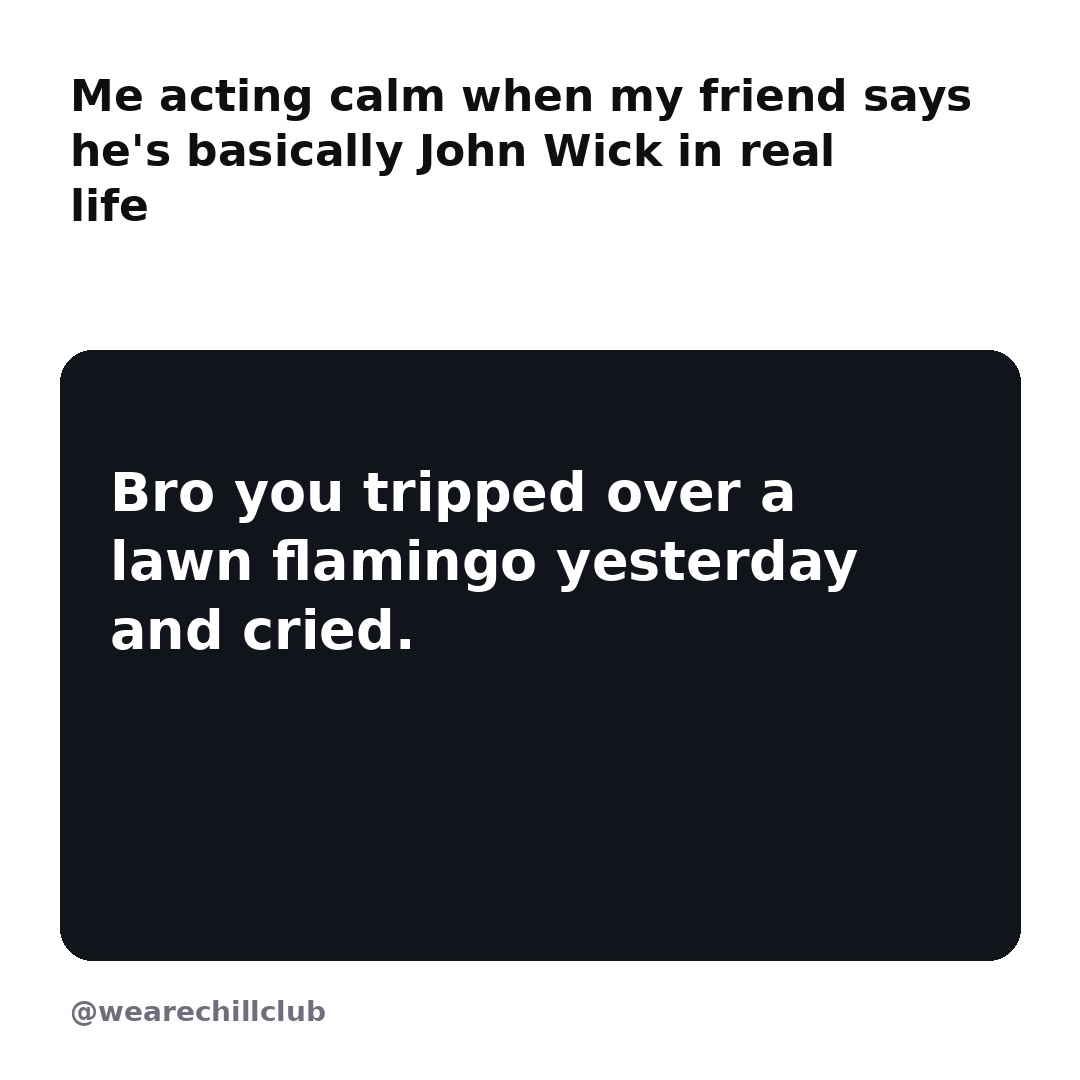 Me acting calm when my friend says
he's basically John Wick in real
life
Bro you tripped over a
lawn flamingo yesterday
and cried.
@wearechillclub